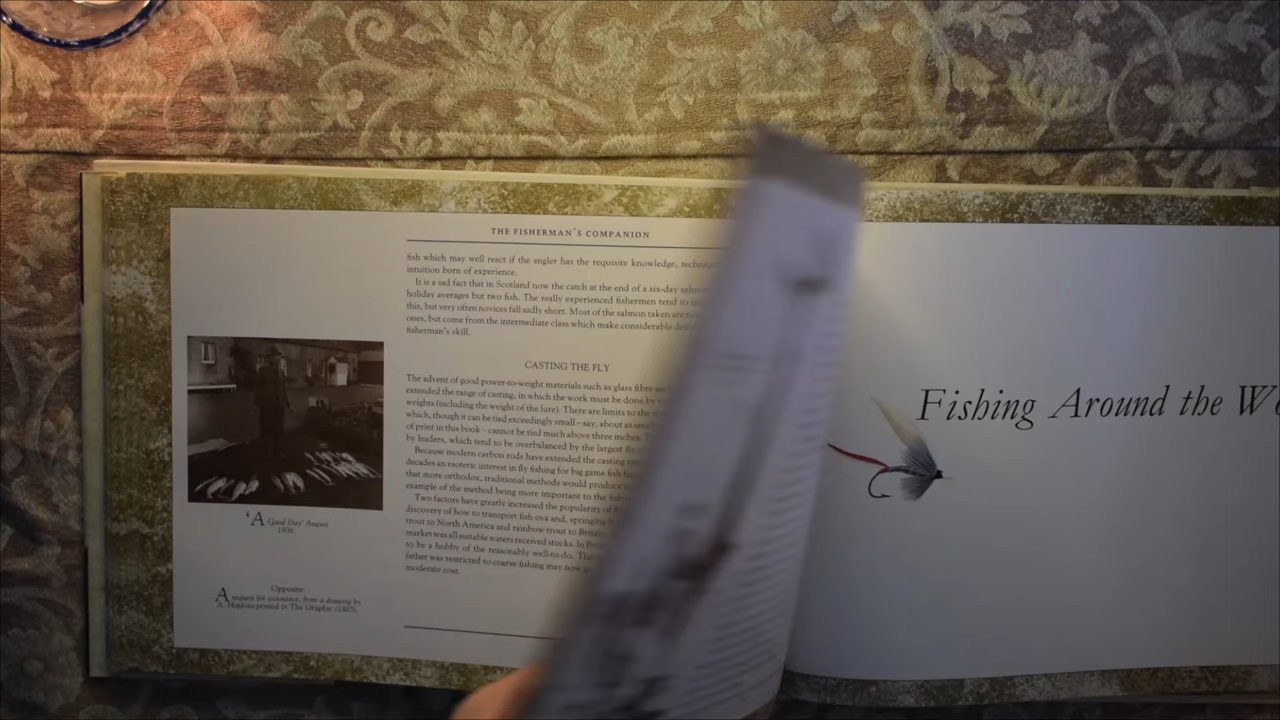 THE FISHERMAN'S COMPANION
fish which may well react if the angler has the requisite knowledge,
intuition born of experience.
It is a sad fact that in Scotland now the catch at the end of a six-day
holiday averages but two fish. The really experienced fishermen tend to
this, but very often novices fall sadly short. Most of the salmon taken are
ones, but come from the intermediate class which make considerable
fisherman's skill.
CASTING THE FLY
The advent of good power-to-weight materials such as glass fibre
extended the range of casting, in which the work must be done by
weights (including the weight of the lure). There are limits to the
which, though it can be tied exceedingly small – say, about as
of print in this book – cannot be tied much above three inches.
by leaders, which tend to be overbalanced by the largest
Because modern carbon rods have extended the casting
decades an esoteric interest in fly fishing for big game fish
that more orthodox, traditional methods would produce
example of the method being more important to the
Two factors have greatly increased the popularity of
discovery of how to transport fish ova and, springing
trout to North America and rainbow trout to
market was all suitable waters received stocks. In
to be a hobby of the reasonably well-to-do. The
father was restricted to coarse fishing may now
moderate cost.
'A Good Day' August
1936.
Opposite:
A request for assistance, from a drawing by
A. Hopkins printed in The Graphic (1885).
Fishing Around the